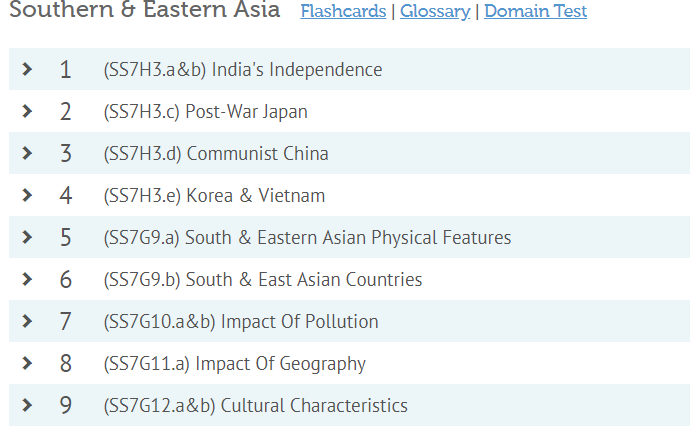 Southern & Eastern Asia Flashcards | Glossary | Domain Test
1 (SS7H3.a&b) India's Independence
2 (SS7H3.c) Post-War Japan
3 (SS7H3.d) Communist China
4 (SS7H3.e) Korea & Vietnam
5 (SS7G9.a) South & Eastern Asian Physical Features
6 (SS7G9.b) South & East Asian Countries
7 (SS7G10.a&b) Impact Of Pollution
8 (SS7G11.a) Impact Of Geography
9 (SS7G12.a&b) Cultural Characteristics